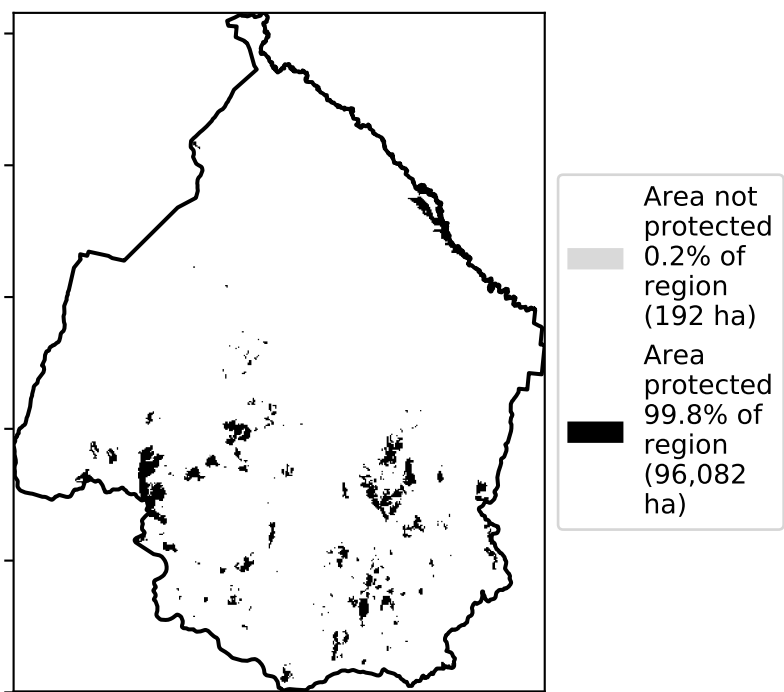 Area not
protected
0.2% of
region
(192 ha)
Area
protected
99.8% of
region
(96,082
ha)